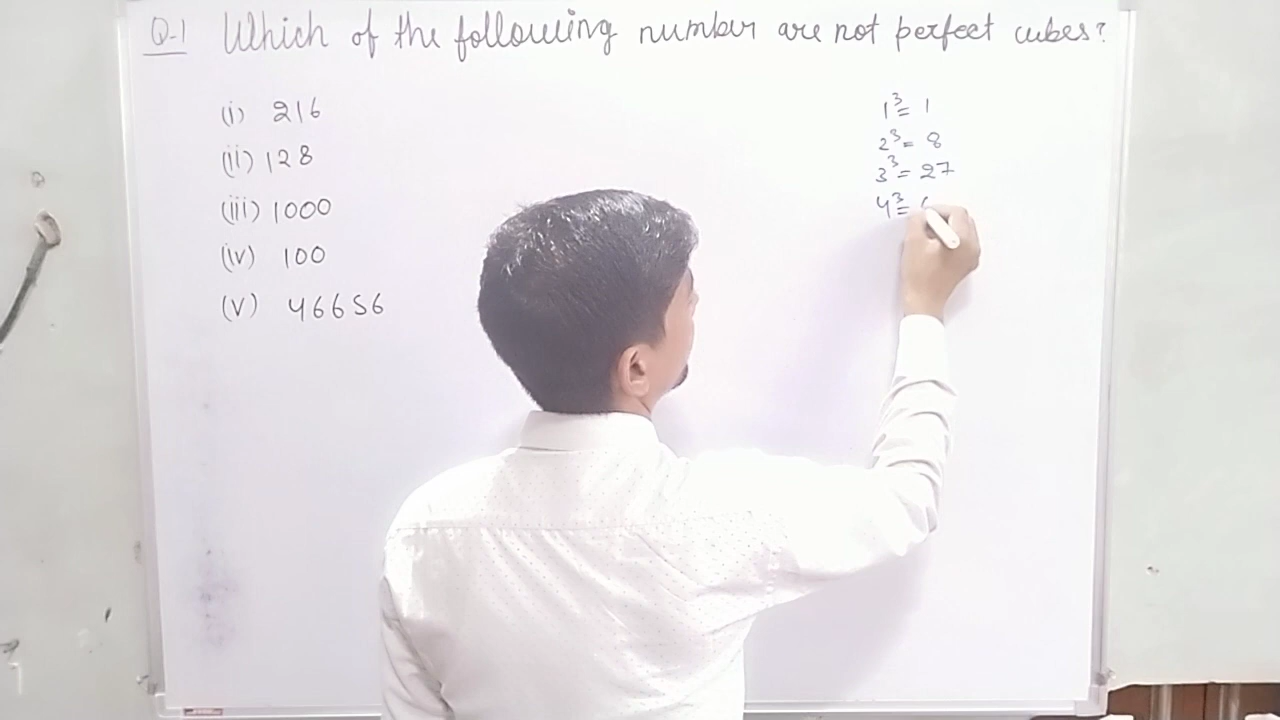 Q-1 Which of the following number are not perfect cubes?
(i) 216
(ii) 128
(iii) 1000
(iv) 100
(v) 46656
1³ = 1
2³ = 8
3³ = 27
4³ =